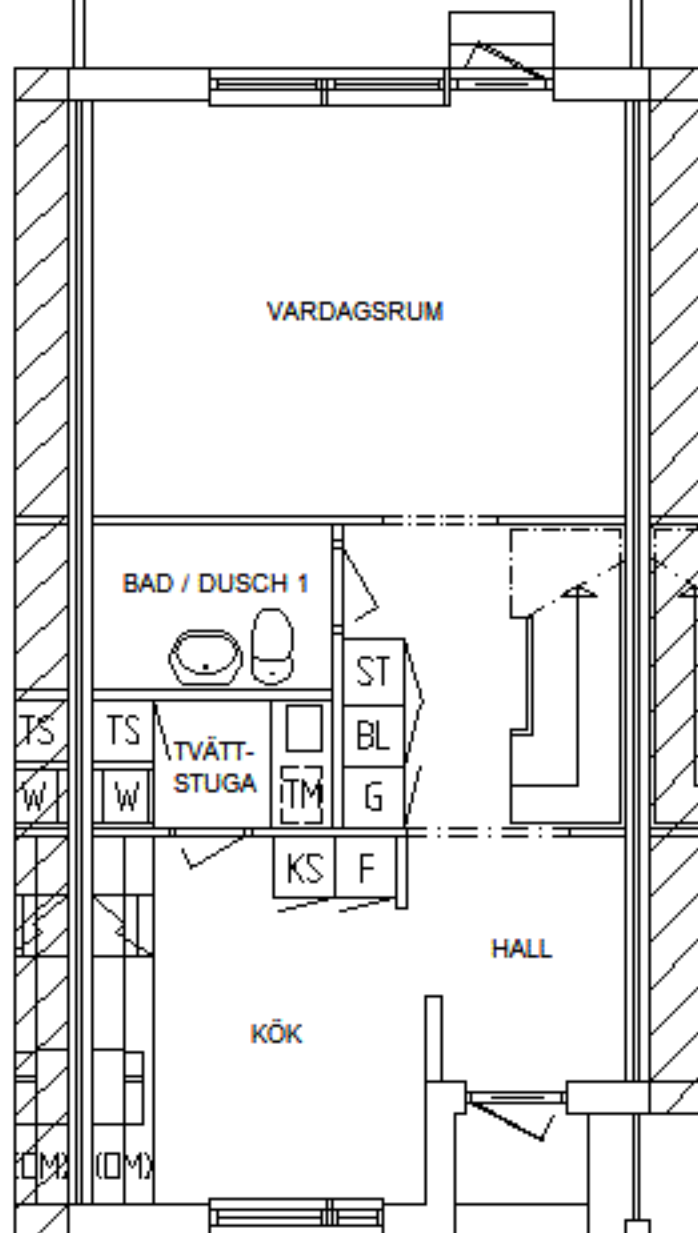 VARDAGSRUM
BAD / DUSCH 1
ST
TS
TS
TVÄTT-
STUGA
BL
W
W
TM
G
KS
F
HALL
KÖK
(DM)
(DM)